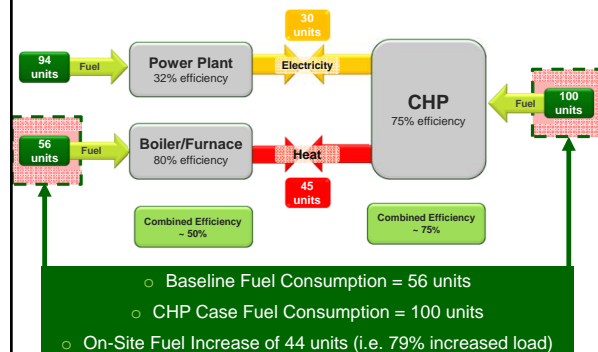 30
units
94
units
Fuel
Power Plant
32% efficiency
Electricity
CHP
75% efficiency
Fuel
100
units
56
units
Fuel
Boiler/Furnace
80% efficiency
Heat
45
units
Combined Efficiency
~ 50%
Combined Efficiency
~ 75%
○ Baseline Fuel Consumption = 56 units
○ CHP Case Fuel Consumption = 100 units
○ On-Site Fuel Increase of 44 units (i.e. 79% increased load)